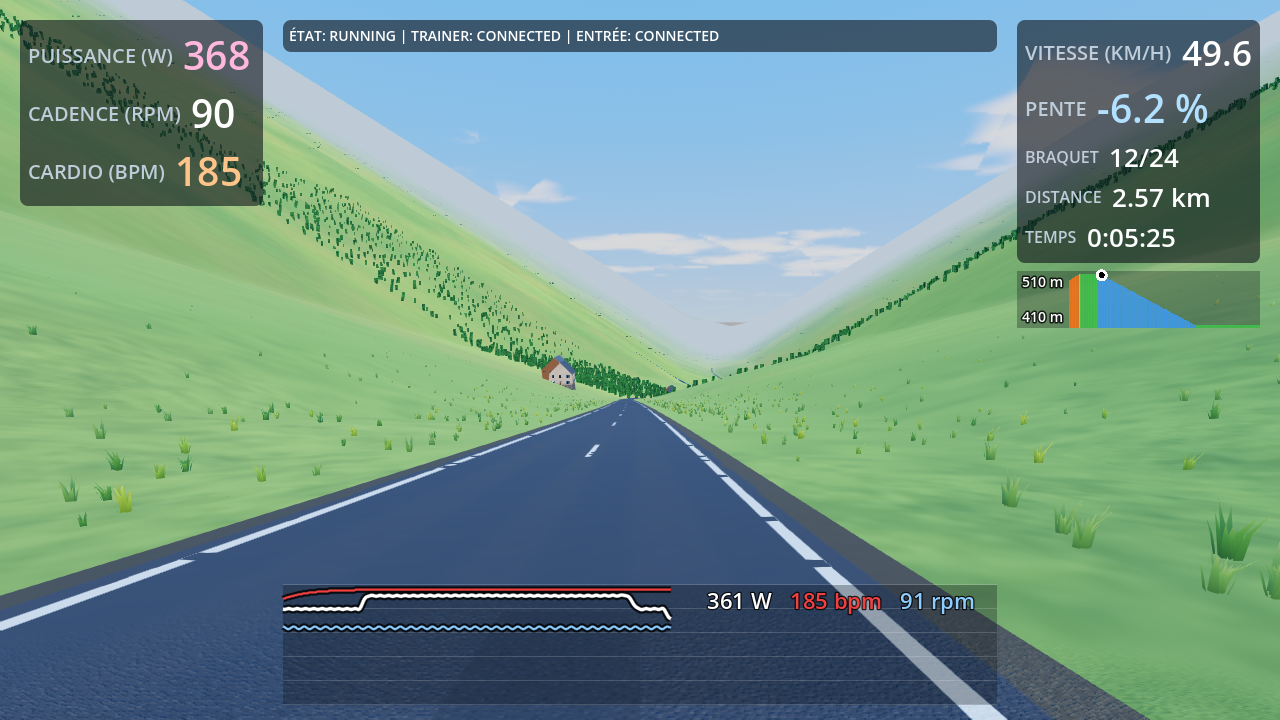 PUISSANCE (W) 368
CADENCE (RPM) 90
CARDIO (BPM) 185
ÉTAT: RUNNING | TRAINER: CONNECTED | ENTRÉE: CONNECTED
VITESSE (KM/H) 49.6
PENTE -6.2 %
BRAQUET 12/24
DISTANCE 2.57 km
TEMPS 0:05:25
510 m
410 m
361 W 185 bpm 91 rpm